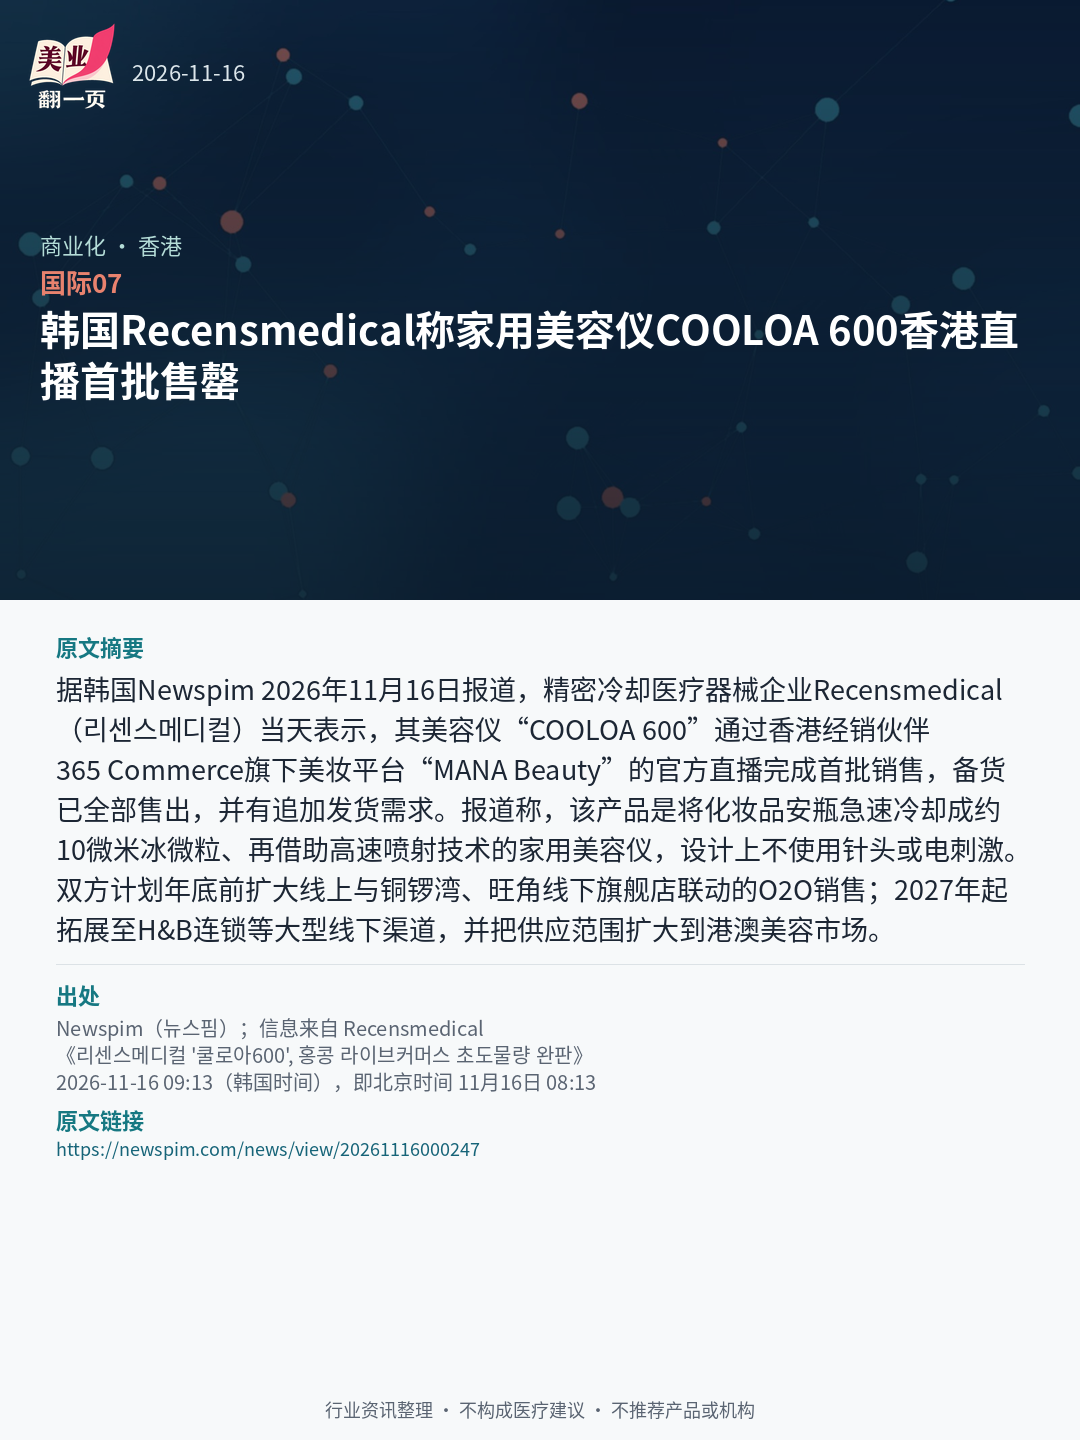 美业
翻一页
2026-11-16
商业化 · 香港
国际07
韩国Recensmedical称家用美容仪COOLOA 600香港直
播首批售罄
原文摘要
据韩国Newspim 2026年11月16日报道，精密冷却医疗器械企业Recensmedical
（리센스메디컬）当天表示，其美容仪“COOLOA 600”通过香港经销伙伴
365 Commerce旗下美妆平台“MANA Beauty”的官方直播完成首批销售，备货
已全部售出，并有追加发货需求。报道称，该产品是将化妆品安瓶急速冷却成约
10微米冰微粒、再借助高速喷射技术的家用美容仪，设计上不使用针头或电刺激。
双方计划年底前扩大线上与铜锣湾、旺角线下旗舰店联动的O2O销售；2027年起
拓展至H&B连锁等大型线下渠道，并把供应范围扩大到港澳美容市场。
出处
Newspim（뉴스핌）；信息来自 Recensmedical
《리센스메디컬 '쿨로아600', 홍콩 라이브커머스 초도물량 완판》
2026-11-16 09:13（韩国时间），即北京时间 11月16日 08:13
原文链接
https://newspim.com/news/view/20261116000247
行业资讯整理 · 不构成医疗建议 · 不推荐产品或机构